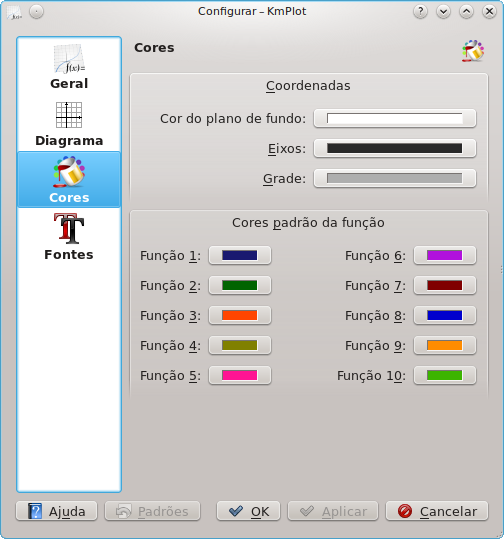 Configurar – KmPlot
Geral
Diagrama
Cores
Fontes
Cores
Coordenadas
Cor do plano de fundo:
Eixos:
Grade:
Cores padrão da função
Função 1:
Função 2:
Função 3:
Função 4:
Função 5:
Função 6:
Função 7:
Função 8:
Função 9:
Função 10:
Ajuda
Padrões
OK
Aplicar
Cancelar